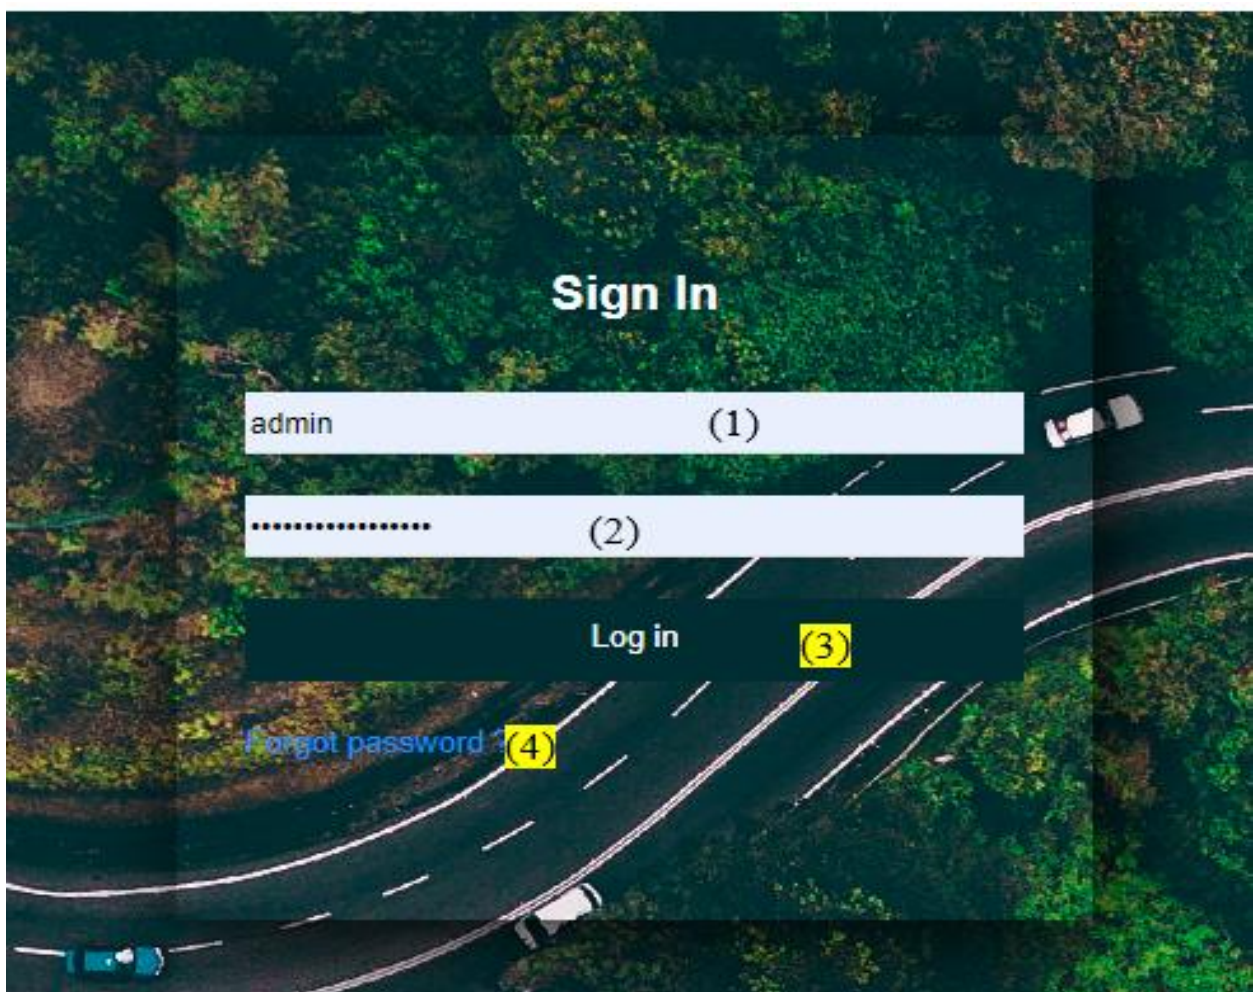 Sign In
admin (1)
••••••••••••••••• (2)
Log in (3)
Forgot password ? (4)